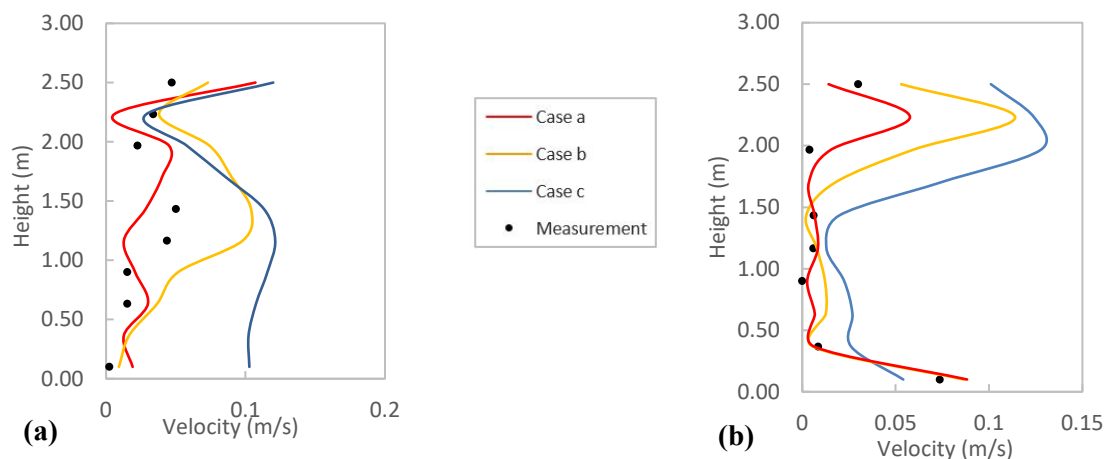 3.00
2.50
2.00
1.50
1.00
0.50
0.00
Height (m)
0
0.1
0.2
Velocity (m/s)
(a)
Case a
Case b
Case c
Measurement
3.00
2.50
2.00
1.50
1.00
0.50
0.00
Height (m)
0
0.05
0.1
0.15
Velocity (m/s)
(b)